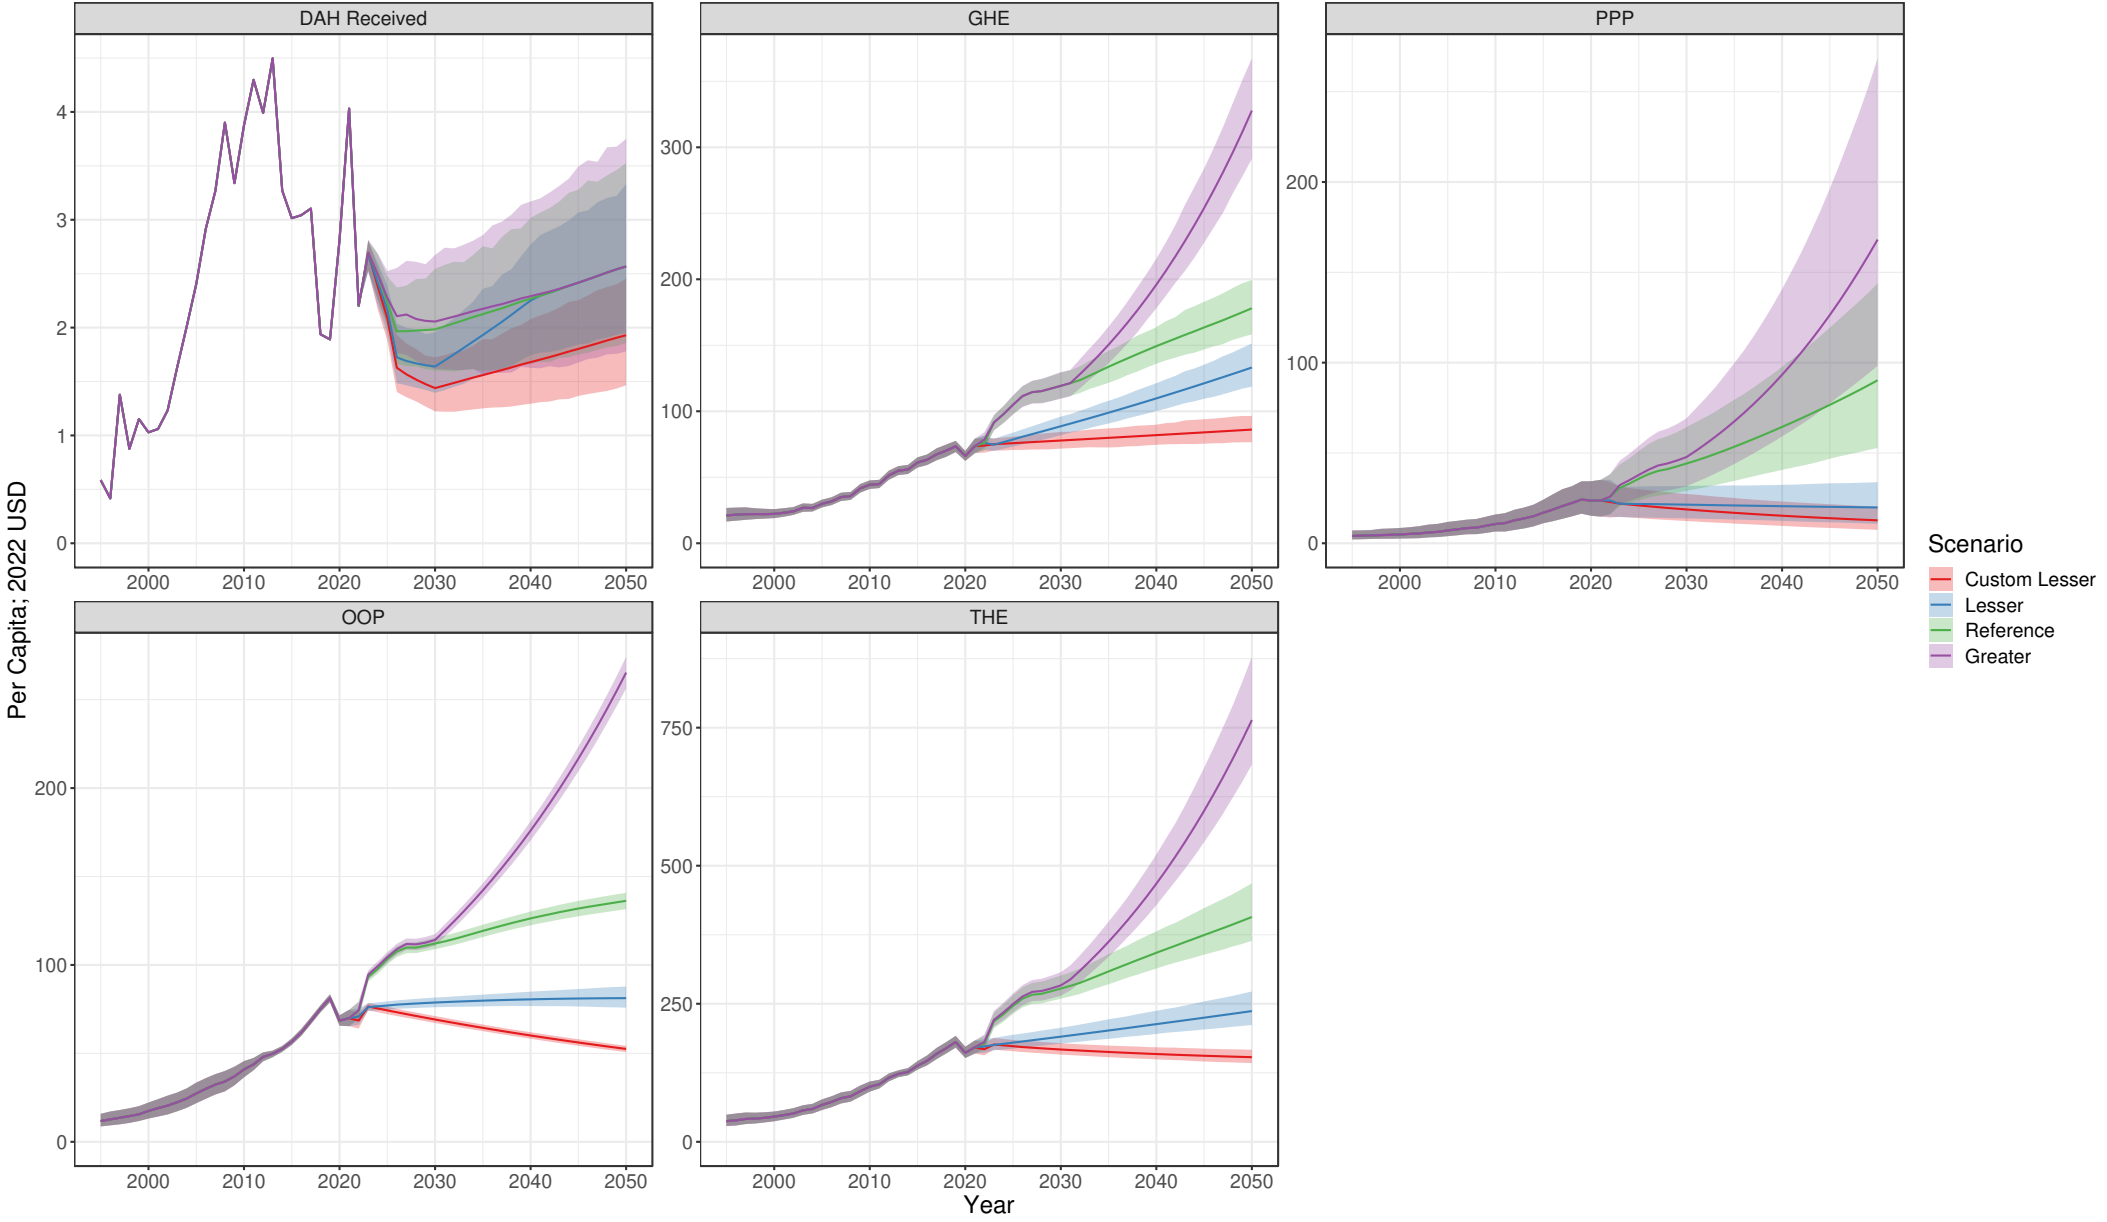 DAH Received
GHE
PPP
4
3
2
1
0
300
200
100
0
200
100
0
2000 2010 2020 2030 2040 2050
2000 2010 2020 2030 2040 2050
2000 2010 2020 2030 2040 2050
OOP
THE
200
100
0
750
500
250
0
2000 2010 2020 2030 2040 2050
2000 2010 2020 2030 2040 2050
Year
Per Capita; 2022 USD
Scenario
Custom Lesser
Lesser
Reference
Greater